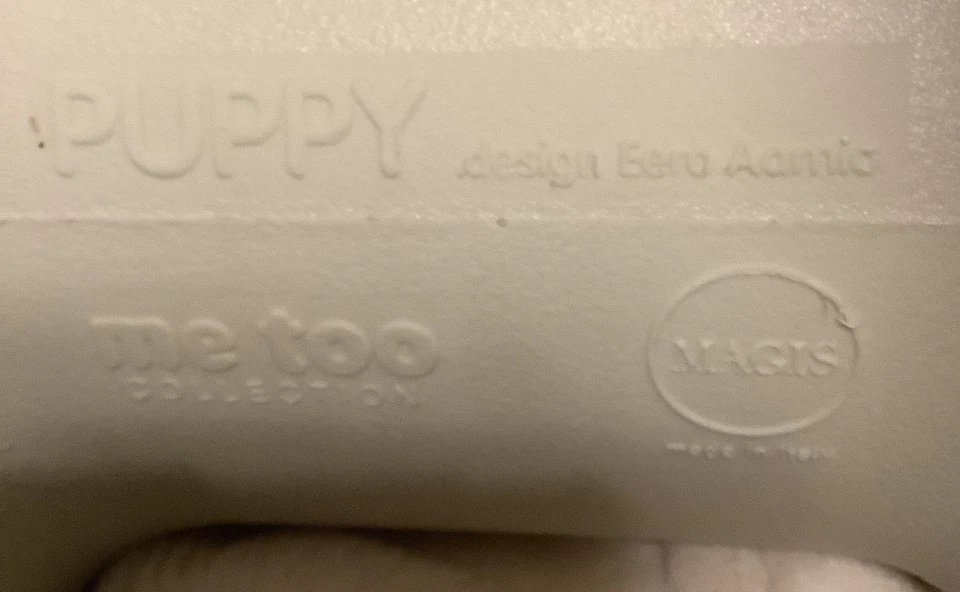 PUPPY design Eero Aarnio
me too
COLLECTION
MAGIS
made in Italy